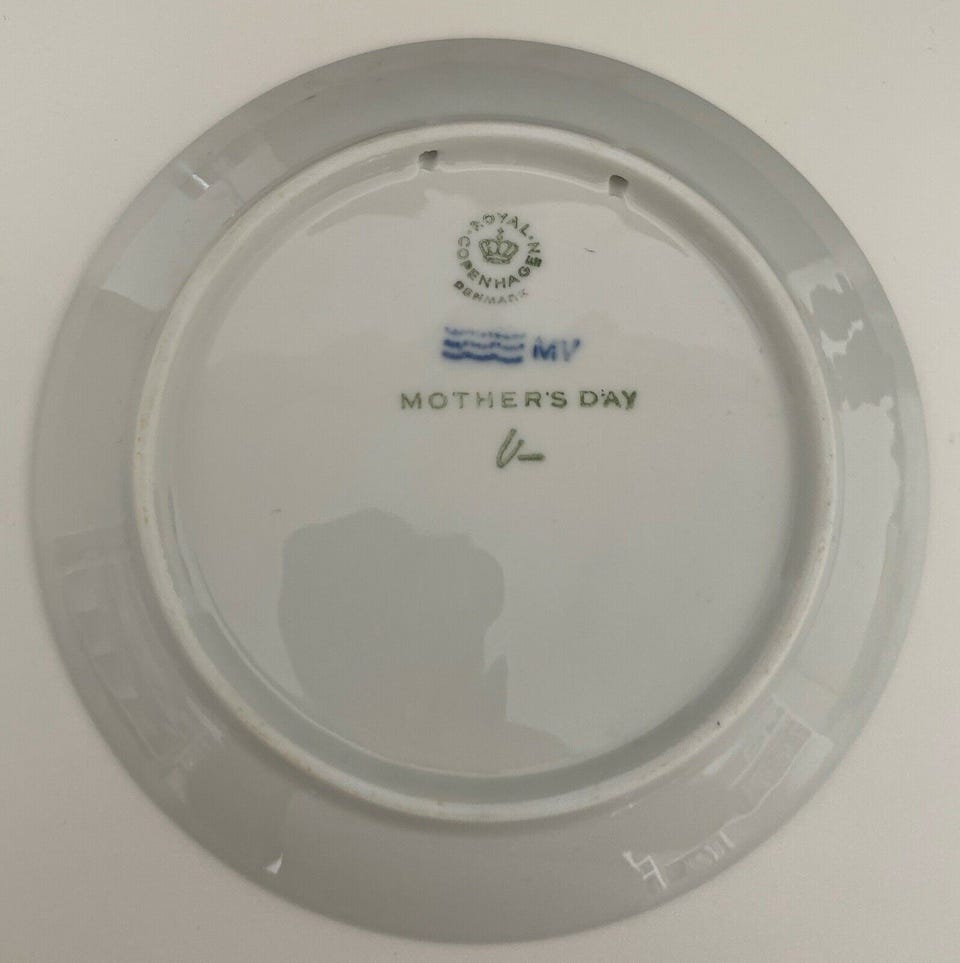 ROYAL COPENHAGEN
DENMARK
MV
MOTHER'S DAY